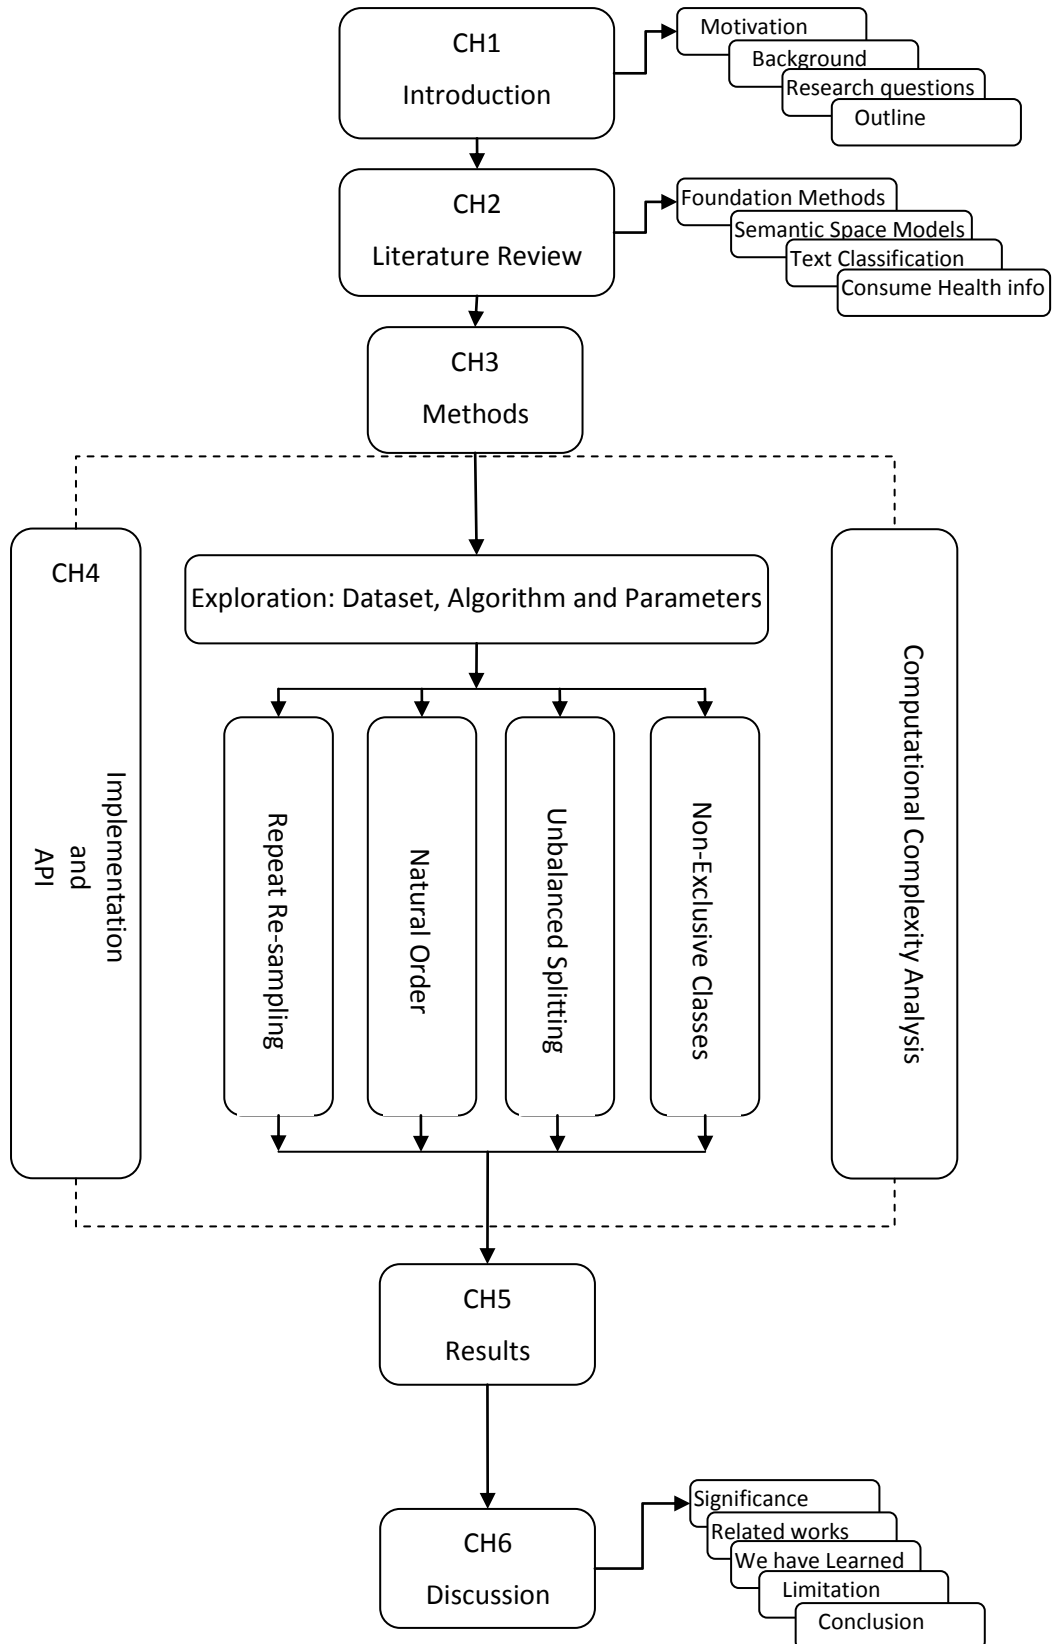 CH1
Introduction
Motivation
Background
Research questions
Outline
CH2
Literature Review
Foundation Methods
Semantic Space Models
Text Classification
Consume Health info
CH3
Methods
CH4
Implementation
and
API
Exploration: Dataset, Algorithm and Parameters
Repeat Re-sampling
Natural Order
Unbalanced Splitting
Non-Exclusive Classes
Computational Complexity Analysis
CH5
Results
CH6
Discussion
Significance
Related works
We have Learned
Limitation
Conclusion